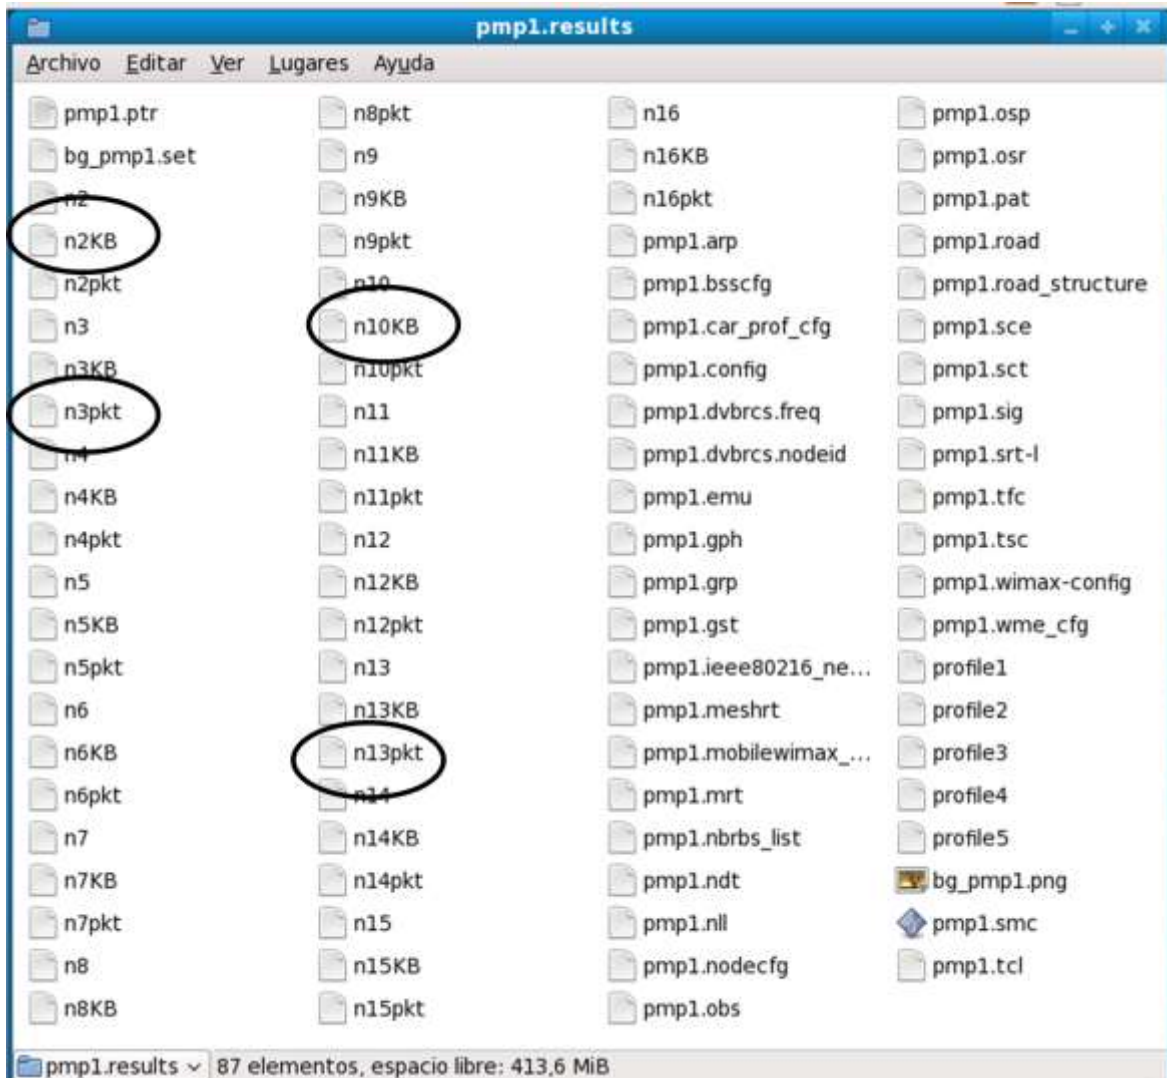 pmp1.results
Archivo Editar Ver Lugares Ayuda
pmp1.ptr
bg_pmp1.set
n2
n2KB
n2pkt
n3
n3KB
n3pkt
n4
n4KB
n4pkt
n5
n5KB
n5pkt
n6
n6KB
n6pkt
n7
n7KB
n7pkt
n8
n8KB
n8pkt
n9
n9KB
n9pkt
n10
n10KB
n10pkt
n11
n11KB
n11pkt
n12
n12KB
n12pkt
n13
n13KB
n13pkt
n14
n14KB
n14pkt
n15
n15KB
n15pkt
n16
n16KB
n16pkt
pmp1.arp
pmp1.bsscfg
pmp1.car_prof_cfg
pmp1.config
pmp1.dvbrcs.freq
pmp1.dvbrcs.nodeid
pmp1.emu
pmp1.gph
pmp1.grp
pmp1.gst
pmp1.ieee80216_ne...
pmp1.meshrt
pmp1.mobilewimax_...
pmp1.mrt
pmp1.nbrbs_list
pmp1.ndt
pmp1.nll
pmp1.nodecfg
pmp1.obs
pmp1.osp
pmp1.osr
pmp1.pat
pmp1.road
pmp1.road_structure
pmp1.sce
pmp1.sct
pmp1.sig
pmp1.srt-l
pmp1.tfc
pmp1.tsc
pmp1.wimax-config
pmp1.wme_cfg
profile1
profile2
profile3
profile4
profile5
bg_pmp1.png
pmp1.smc
pmp1.tcl
pmp1.results 87 elementos, espacio libre: 413,6 MiB